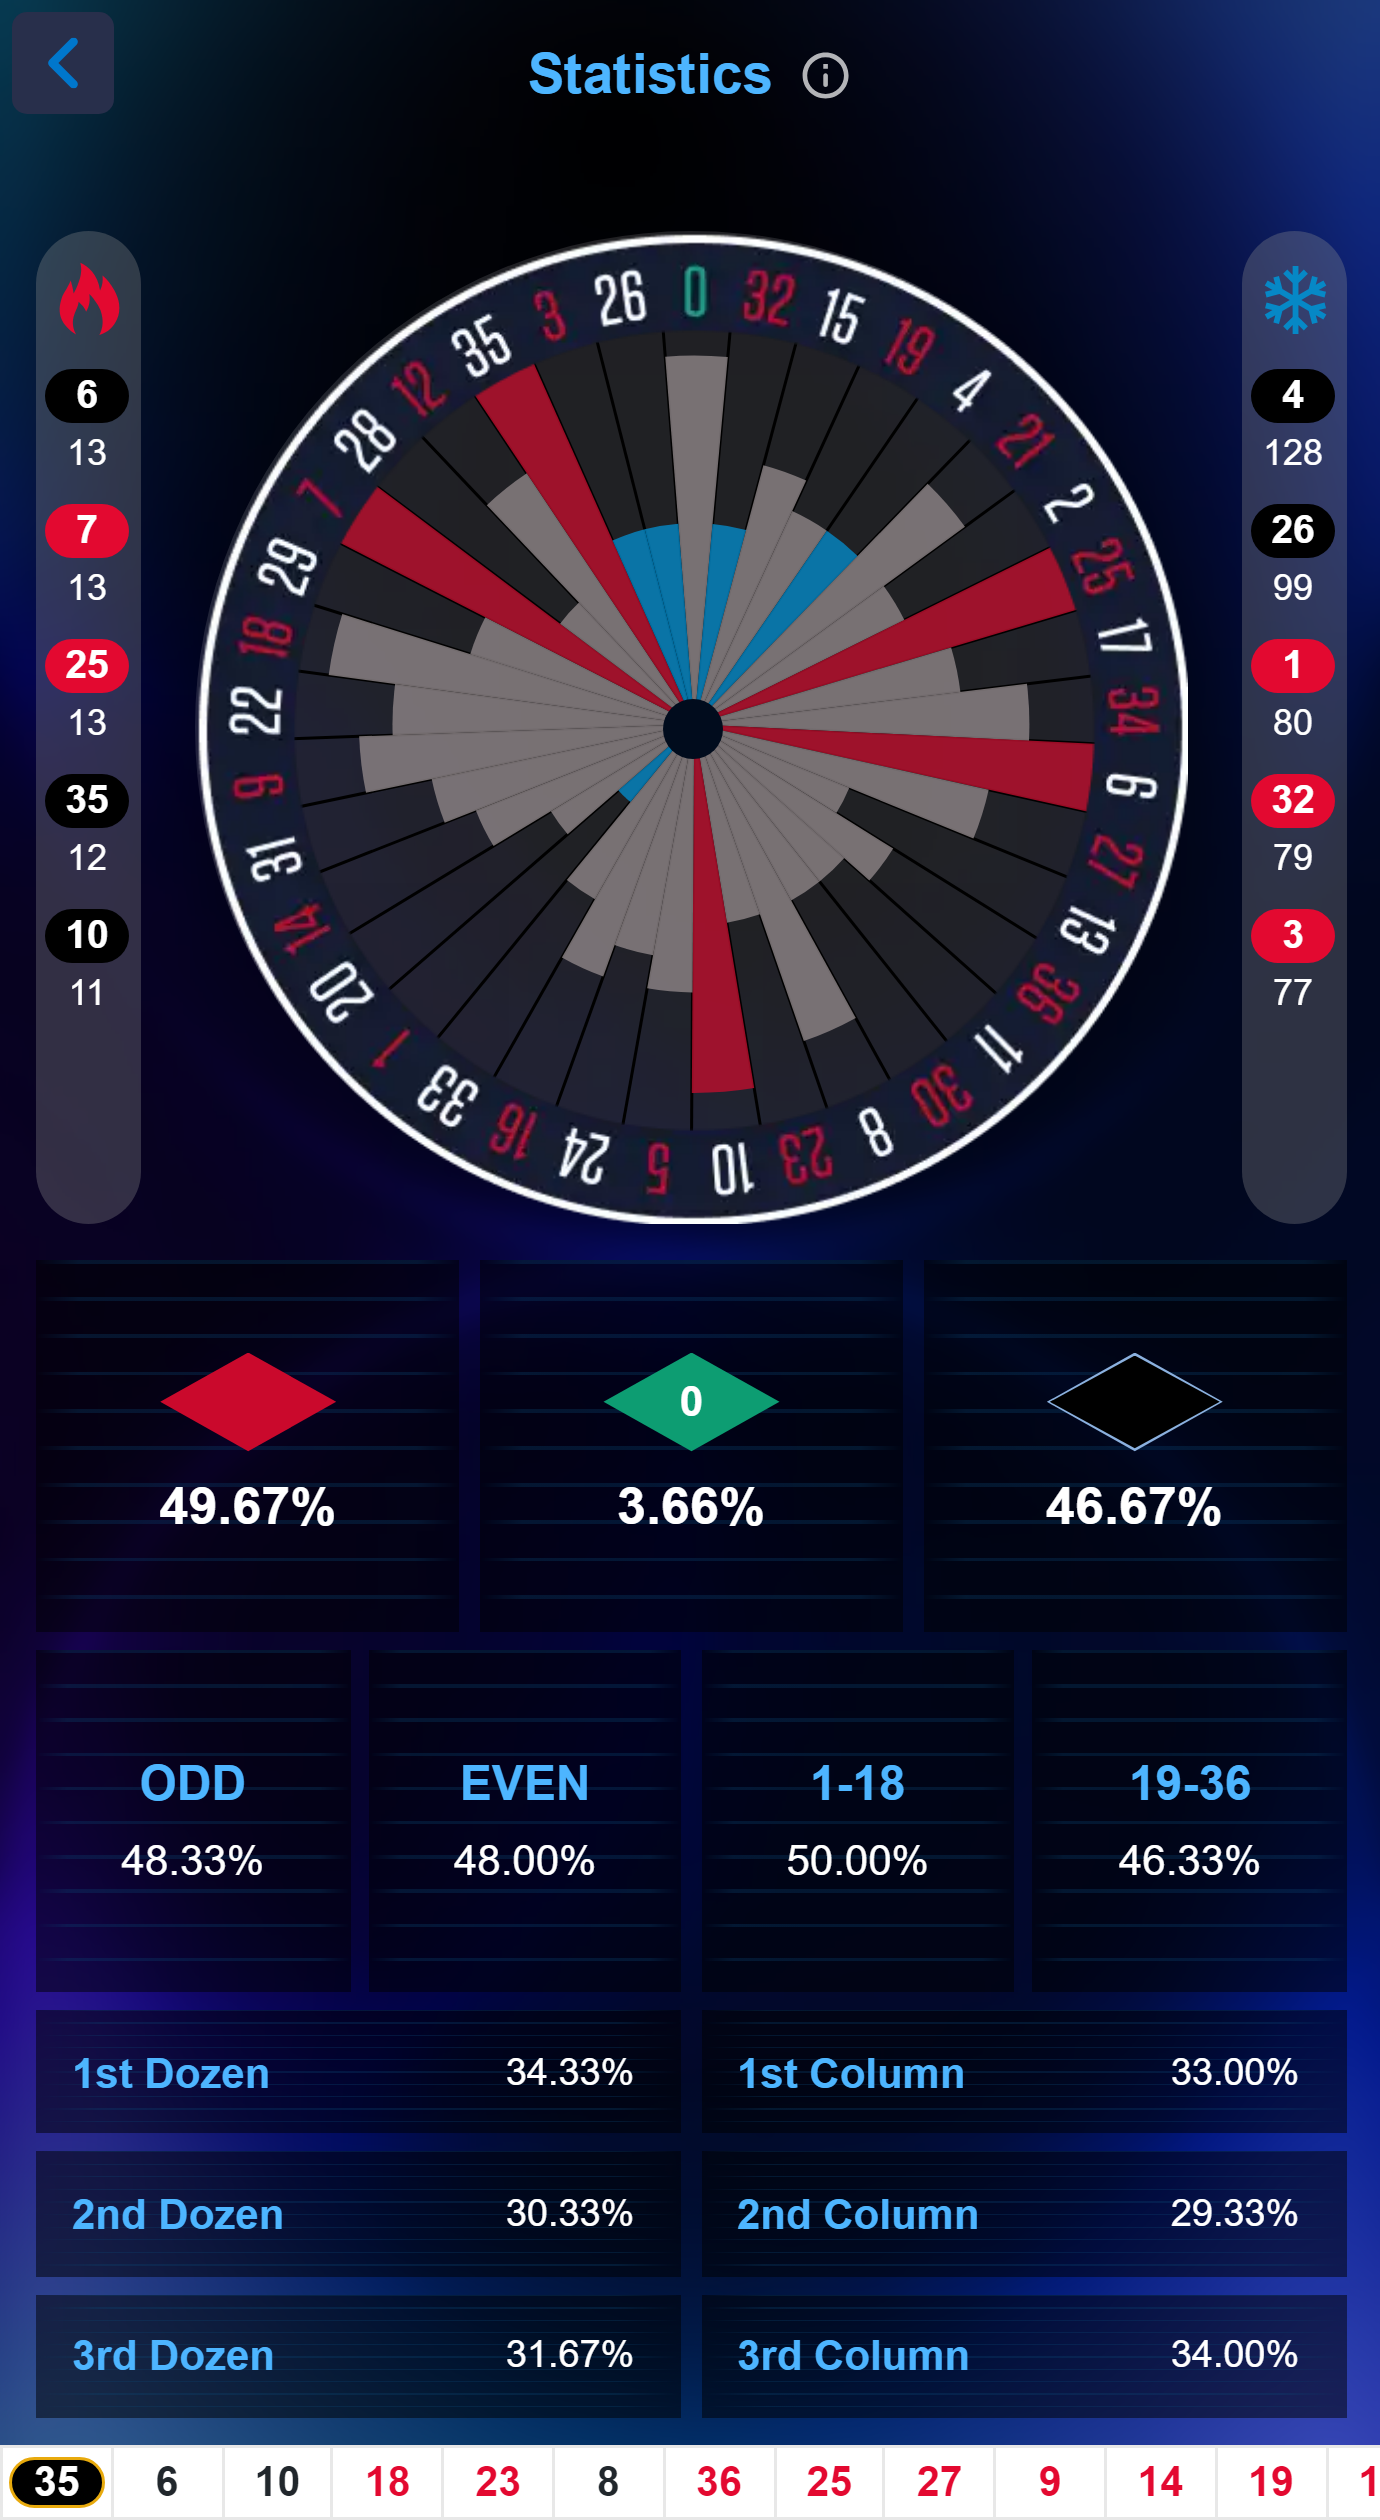 Statistics
6
13
7
13
25
13
35
12
10
11
0 32 15 19 4 21 2 25 17 34 6 27 13 36 11 30 8 23 10 5 24 16 33 1 20 14 31 9 22 18 29 7 28 12 35 3 26
4
128
26
99
1
80
32
79
3
77
0
49.67% 3.66% 46.67%
ODD EVEN 1-18 19-36
48.33% 48.00% 50.00% 46.33%
1st Dozen 34.33% 1st Column 33.00%
2nd Dozen 30.33% 2nd Column 29.33%
3rd Dozen 31.67% 3rd Column 34.00%
35 6 10 18 23 8 36 25 27 9 14 19 1